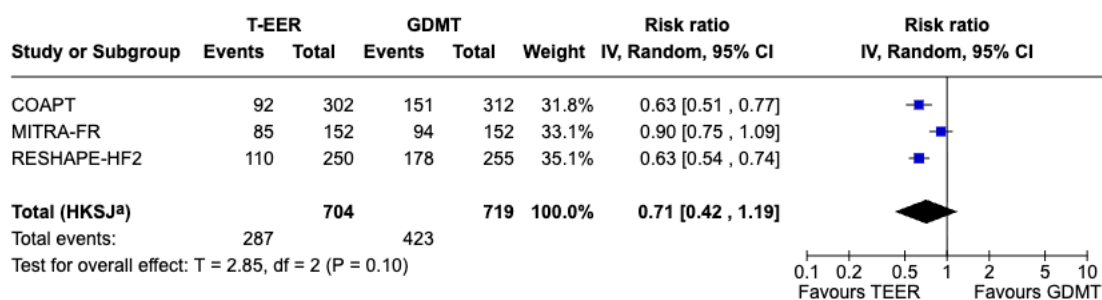 T-EER GDMT Risk ratio Risk ratio
Study or Subgroup Events Total Events Total Weight IV, Random, 95% CI IV, Random, 95% CI
COAPT 92 302 151 312 31.8% 0.63 [0.51 , 0.77]
MITRA-FR 85 152 94 152 33.1% 0.90 [0.75 , 1.09]
RESHAPE-HF2 110 250 178 255 35.1% 0.63 [0.54 , 0.74]
Total (HKSJª) 704 719 100.0% 0.71 [0.42 , 1.19]
Total events: 287 423
Test for overall effect: T = 2.85, df = 2 (P = 0.10)
0.1 0.2 0.5 1 2 5 10
Favours TEER Favours GDMT